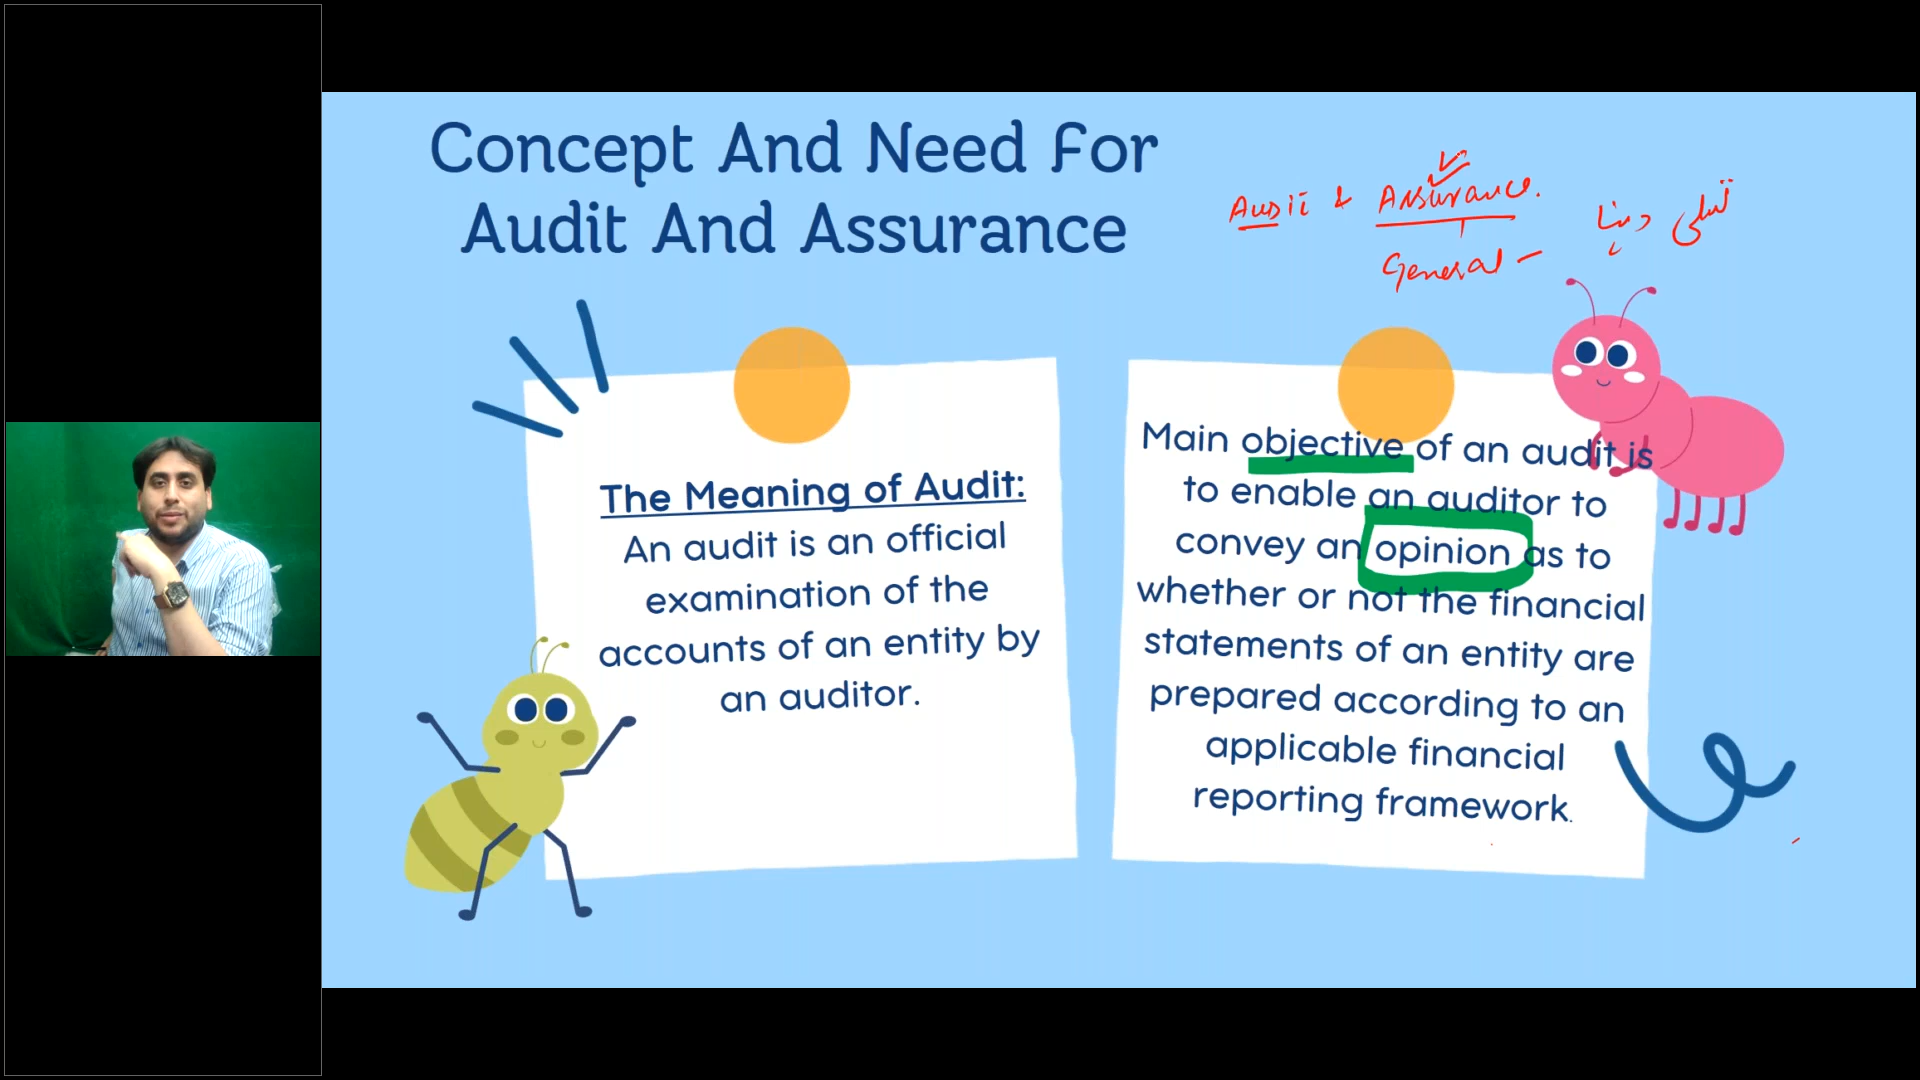 Concept And Need For
Audit And Assurance
Audit & Assurance.
General –
تسلی دینا
The Meaning of Audit:
An audit is an official
examination of the
accounts of an entity by
an auditor.
Main objective of an audit is
to enable an auditor to
convey an opinion as to
whether or not the financial
statements of an entity are
prepared according to an
applicable financial
reporting framework.